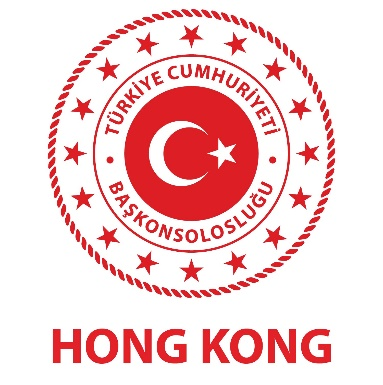 TÜRKİYE CUMHURİYETİ
BAŞKONSOLOSLUĞU
HONG KONG